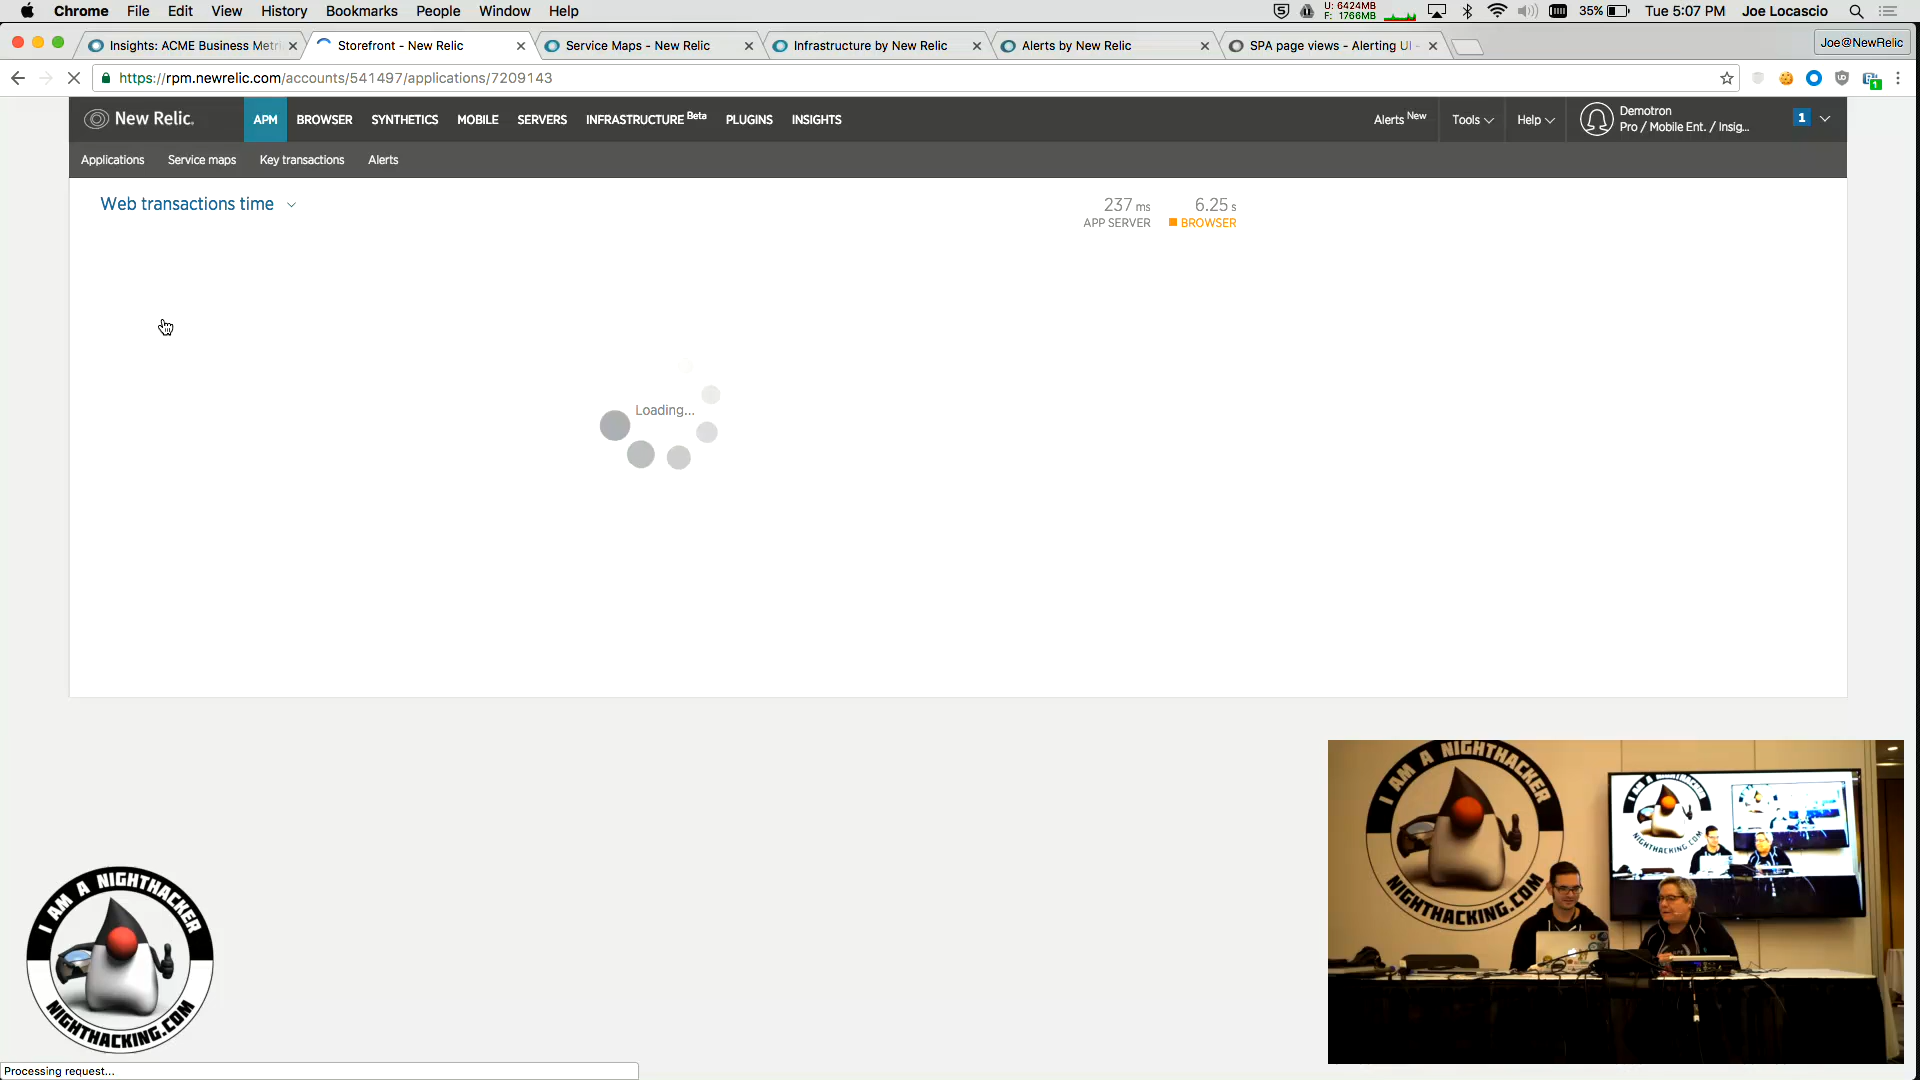 Chrome File Edit View History Bookmarks People Window Help
U: 6424MB
F: 1766MB
35% Tue 5:07 PM Joe Locascio
Insights: ACME Business Metri
Storefront - New Relic
Service Maps - New Relic
Infrastructure by New Relic
Alerts by New Relic
SPA page views - Alerting UI -
Joe@NewRelic
https://rpm.newrelic.com/accounts/541497/applications/7209143
New Relic.
APM BROWSER SYNTHETICS MOBILE SERVERS INFRASTRUCTURE Beta PLUGINS INSIGHTS
Alerts New Tools Help
Demotron
Pro / Mobile Ent. / Insig...
1
Applications Service maps Key transactions Alerts
Web transactions time
237 ms
APP SERVER
6.25 s
BROWSER
Loading...
I AM A NIGHTHACKER
NIGHTHACKING.COM
I AM A NIGHTHACKER
NIGHTHACKING.COM
Processing request...